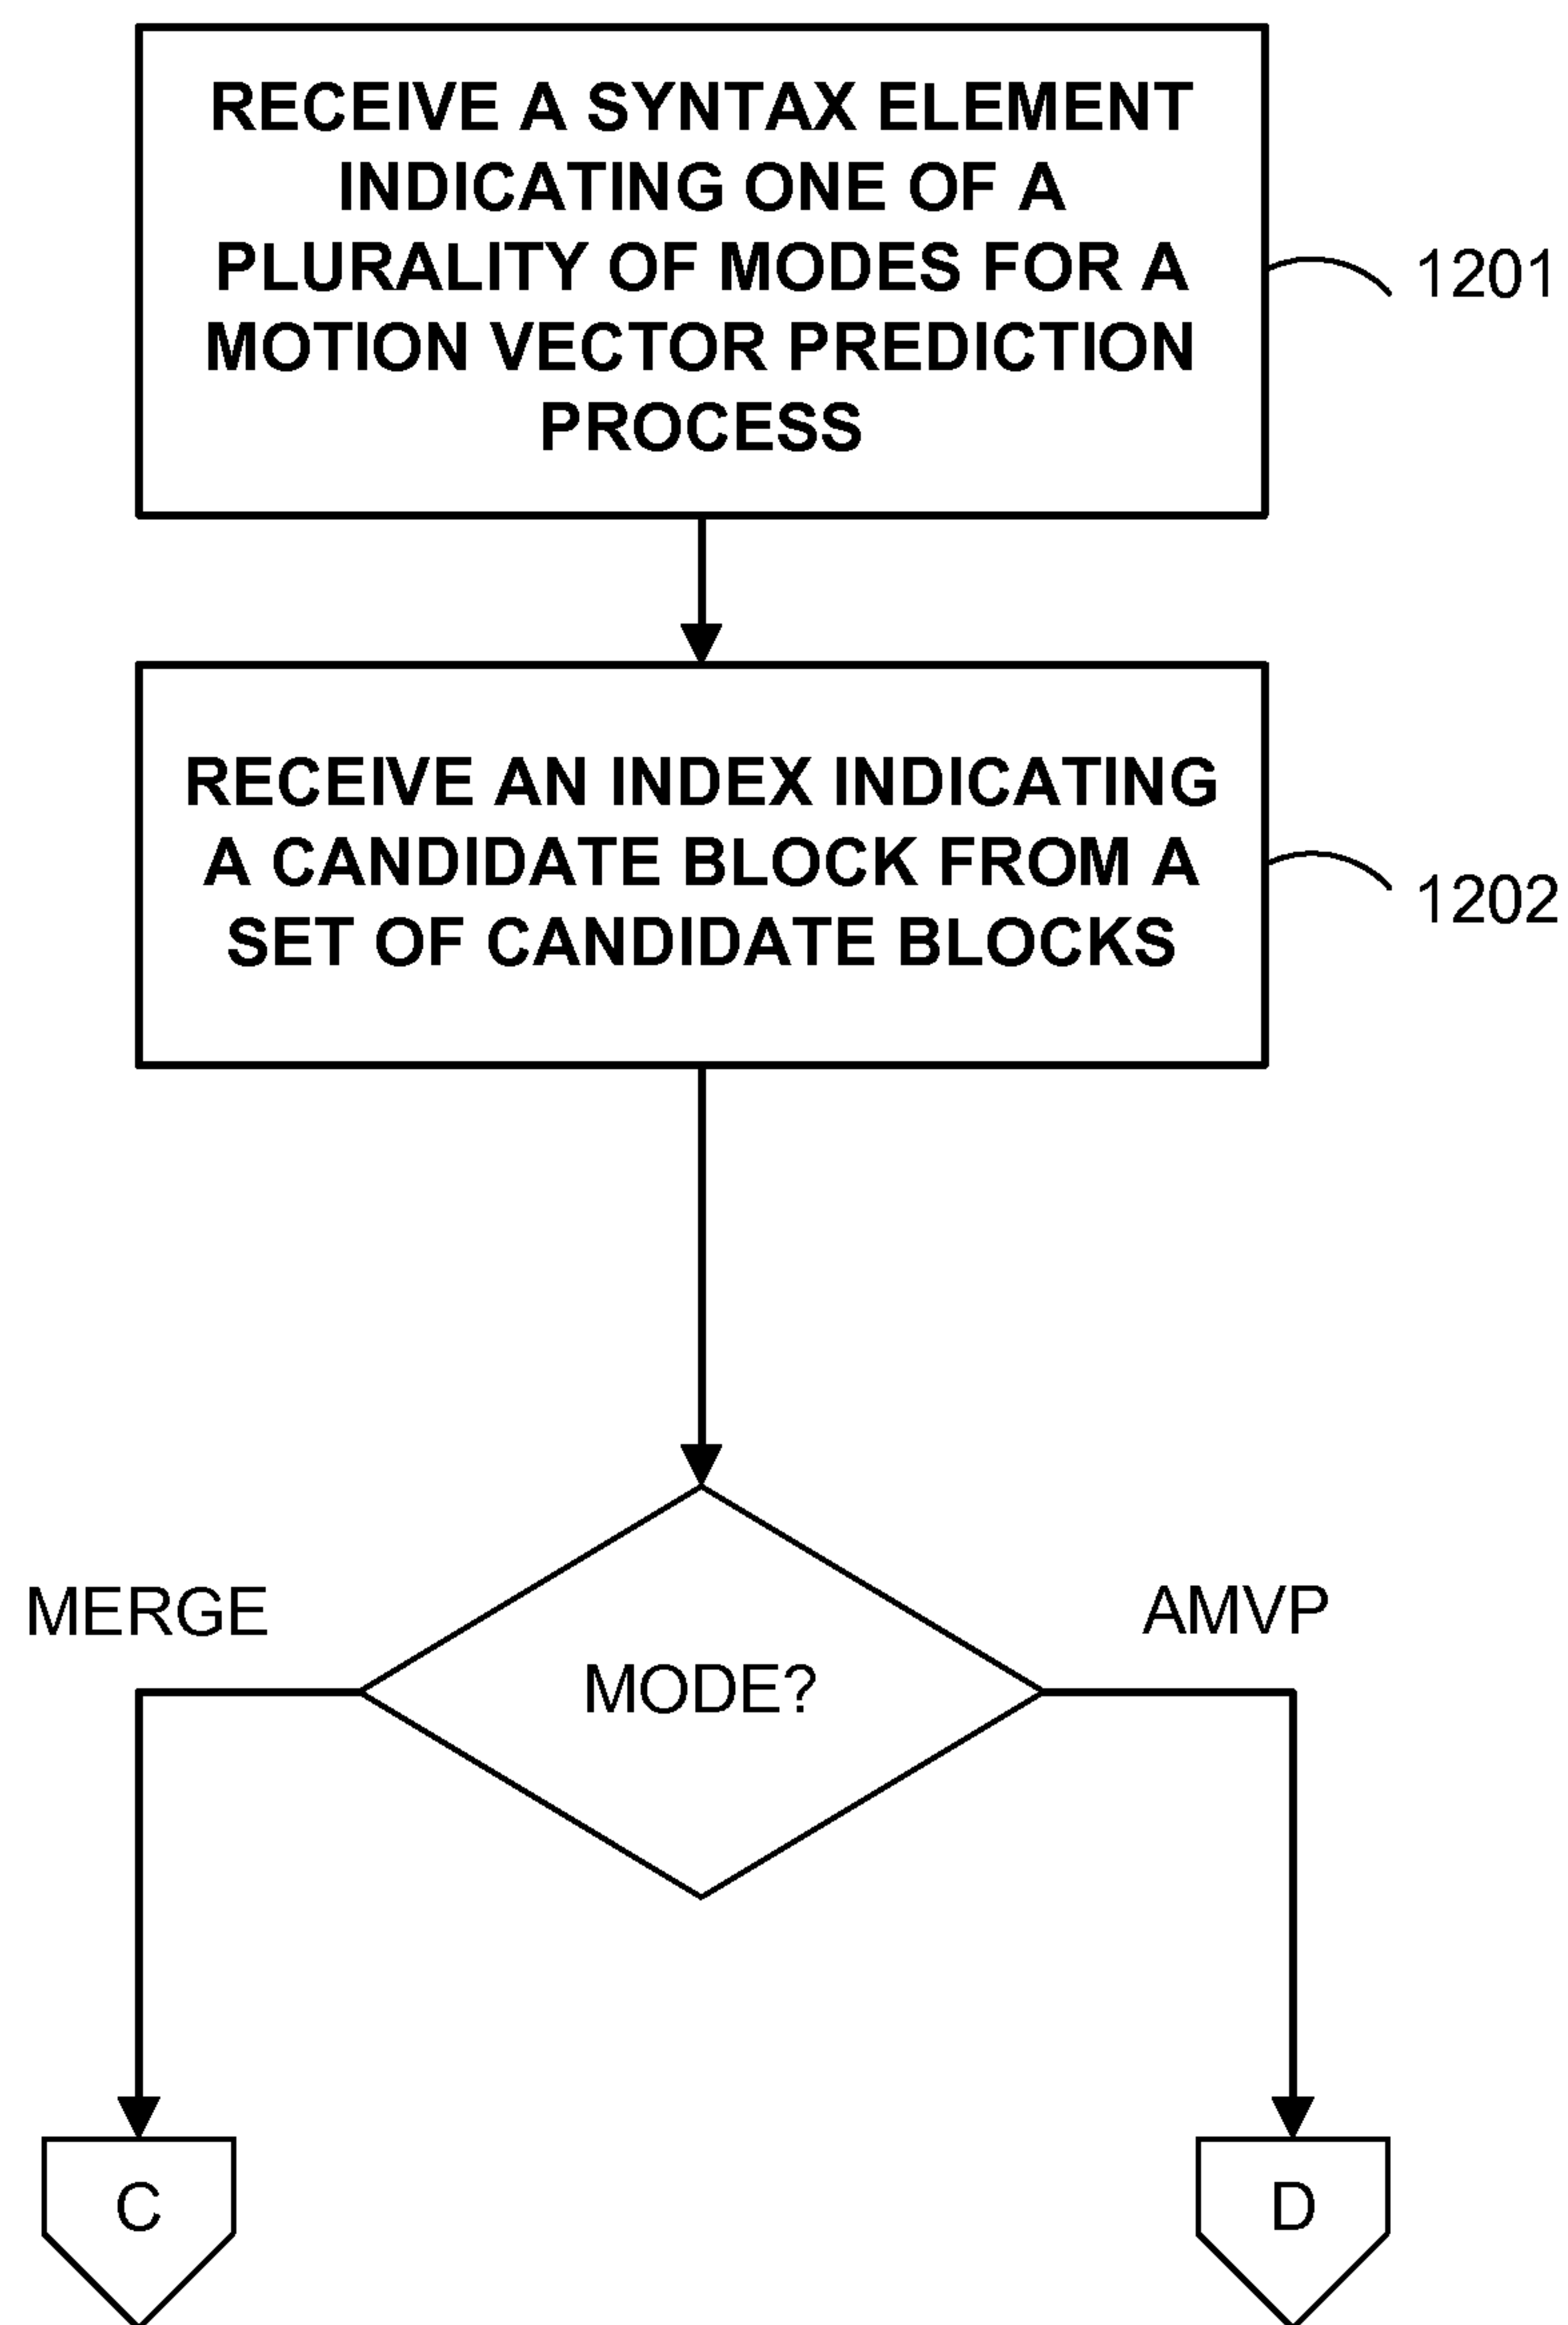 RECEIVE A SYNTAX ELEMENT
INDICATING ONE OF A
PLURALITY OF MODES FOR A
MOTION VECTOR PREDICTION
PROCESS
1201
RECEIVE AN INDEX INDICATING
A CANDIDATE BLOCK FROM A
SET OF CANDIDATE BLOCKS
1202
MERGE
AMVP
MODE?
C
D